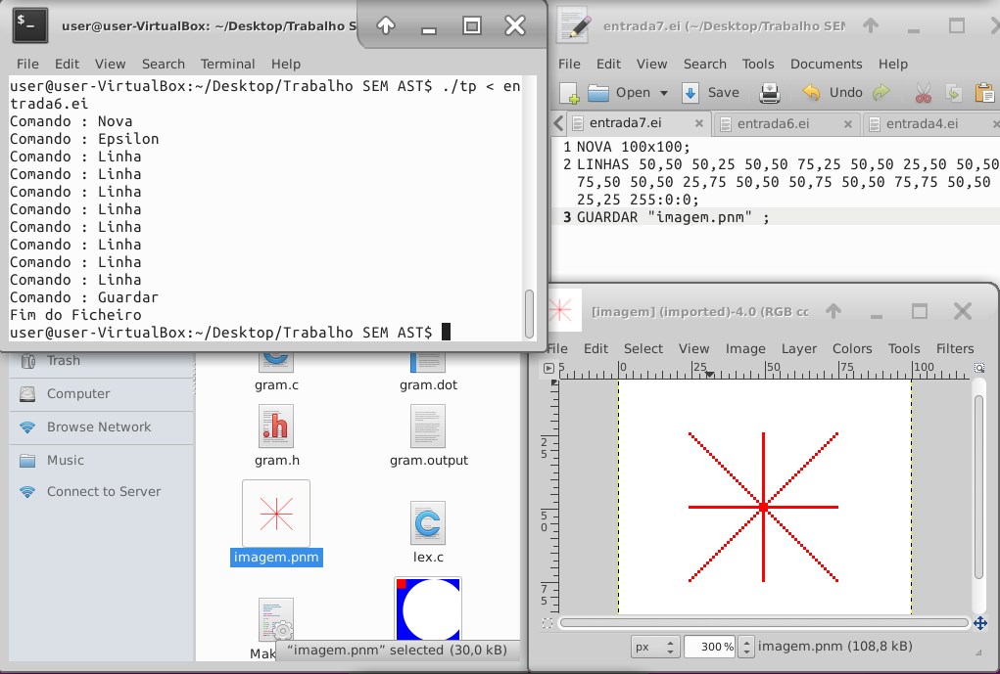 user@user-VirtualBox: ~/Desktop/Trabalho S
File Edit View Search Terminal Help
user@user-VirtualBox:~/Desktop/Trabalho SEM AST$ ./tp < en
trada6.ei
Comando : Nova
Comando : Epsilon
Comando : Linha
Comando : Linha
Comando : Linha
Comando : Linha
Comando : Linha
Comando : Linha
Comando : Linha
Comando : Linha
Comando : Guardar
Fim do Ficheiro
user@user-VirtualBox:~/Desktop/Trabalho SEM AST$
entrada7.ei (~/Desktop/Trabalho SEM
File Edit View Search Tools Documents Help
Open Save Undo
entrada7.ei entrada6.ei entrada4.ei
1 NOVA 100x100;
2 LINHAS 50,50 50,25 50,50 75,25 50,50 25,50 50,50
75,50 50,50 25,75 50,50 50,75 50,50 75,75 50,50
25,25 255:0:0;
3 GUARDAR "imagem.pnm" ;
Trash
Computer
Browse Network
Music
Connect to Server
gram.c gram.dot
gram.h gram.output
imagem.pnm lex.c
Mak
“imagem.pnm” selected (30,0 kB)
[imagem] (imported)-4.0 (RGB co
File Edit Select View Image Layer Colors Tools Filters
0 25 50 75 100
25
50
75
px 300 % imagem.pnm (108,8 kB)